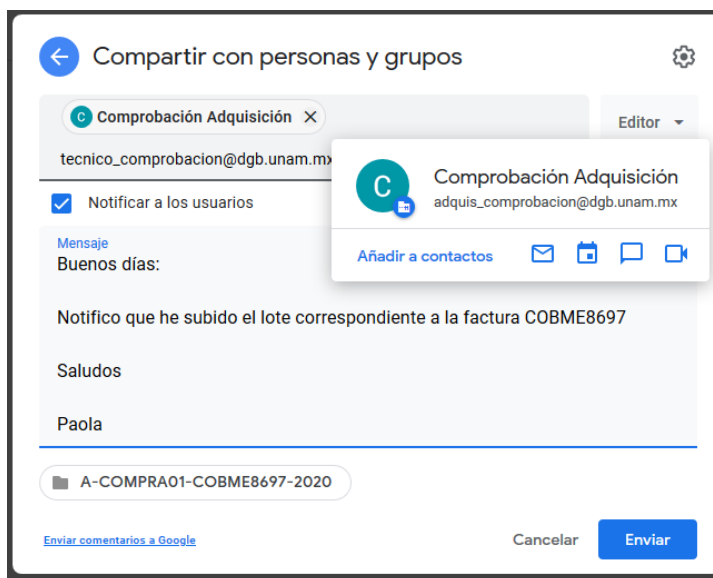 Compartir con personas y grupos
C Comprobación Adquisición
Editor
tecnico_comprobacion@dgb.unam.mx
C
Comprobación Adquisición
adquis_comprobacion@dgb.unam.mx
Añadir a contactos
Notificar a los usuarios
Mensaje
Buenos días:
Notifico que he subido el lote correspondiente a la factura COBME8697
Saludos
Paola
A-COMPRA01-COBME8697-2020
Enviar comentarios a Google
Cancelar
Enviar